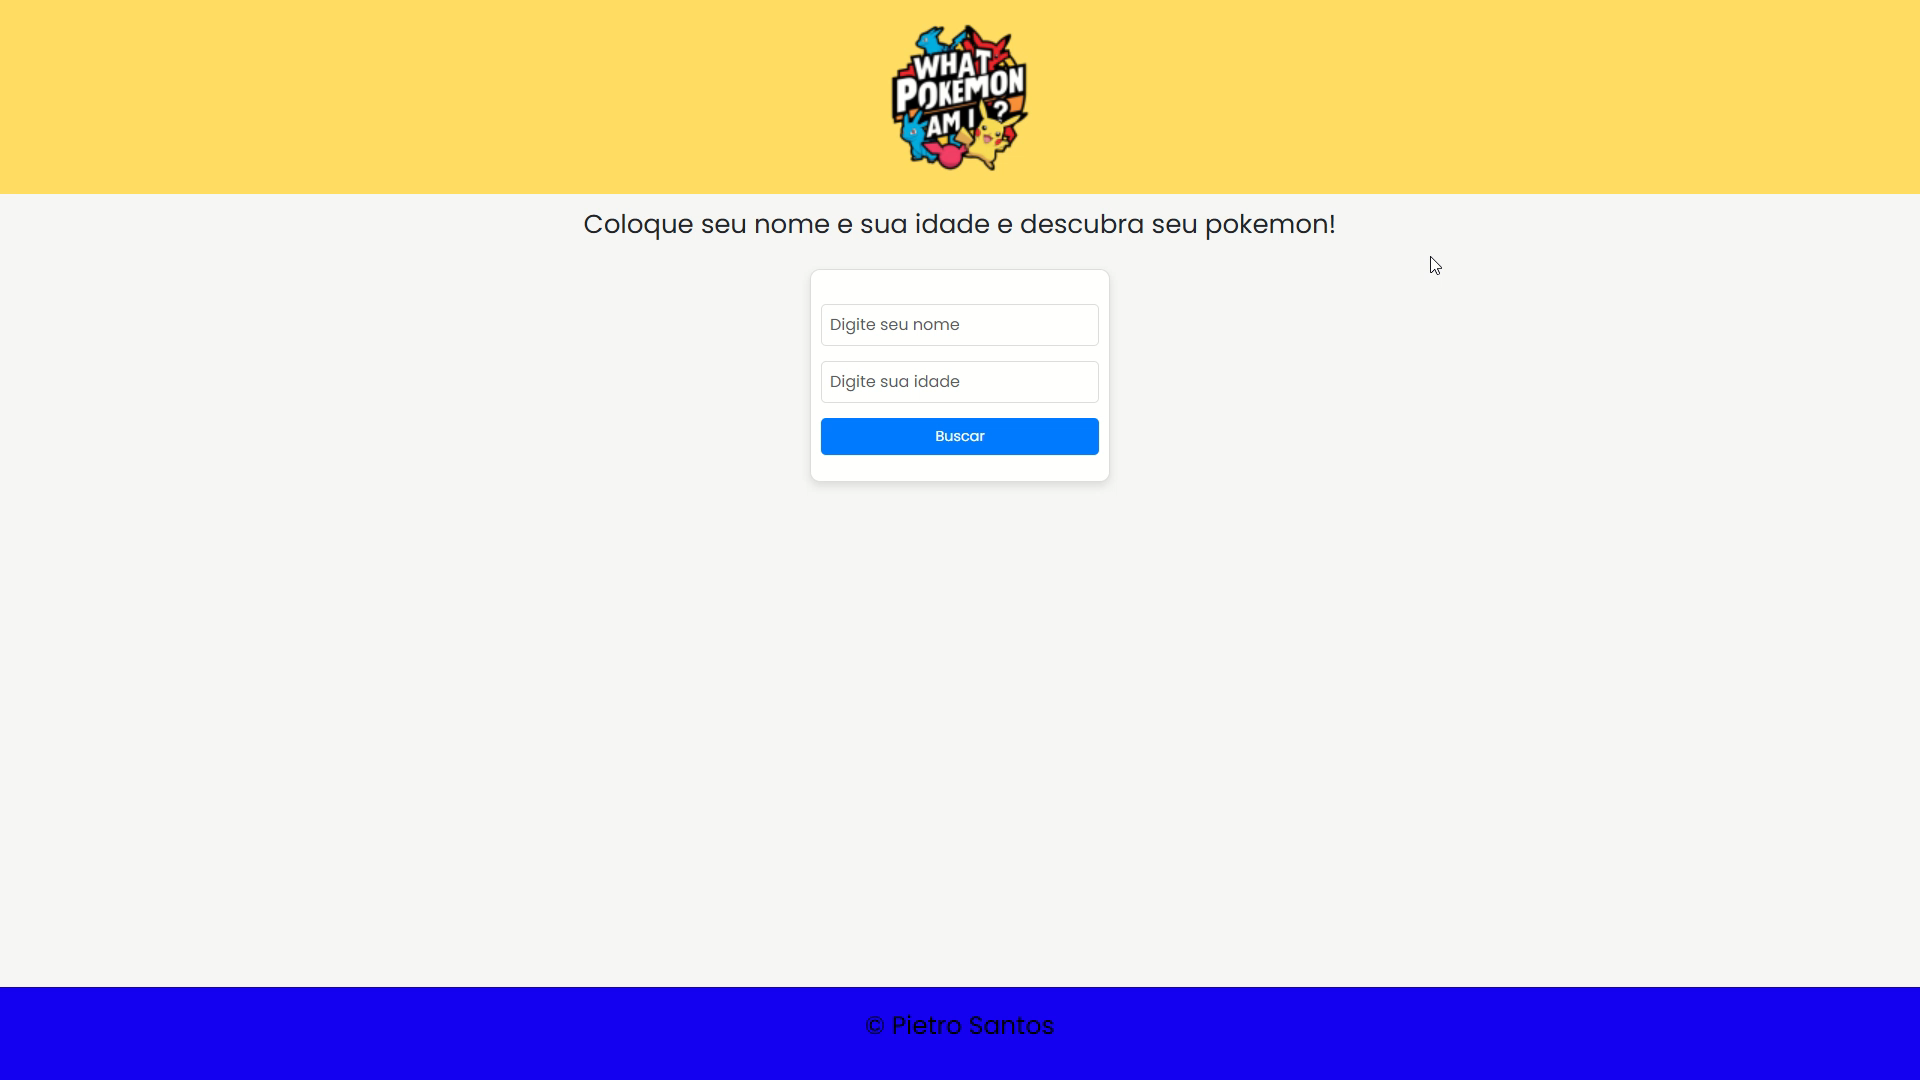 WHAT
POKEMON
AM I ?
Coloque seu nome e sua idade e descubra seu pokemon!
Digite seu nome
Digite sua idade
Buscar
© Pietro Santos